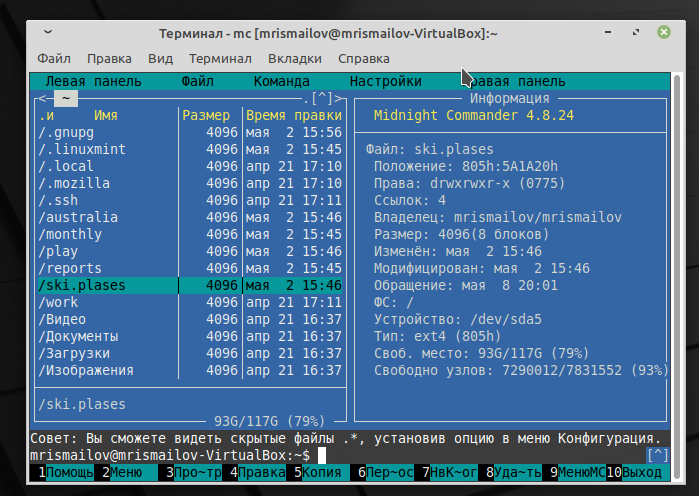 Терминал - mc [mrismailov@mrismailov-VirtualBox]:~
Файл Правка Вид Терминал Вкладки Справка
Левая панель Файл Команда Настройки равая панель
<─ ~ .[^]>
.и Имя Размер Время правки
/.gnupg 4096 мая 2 15:56
/.linuxmint 4096 мая 2 15:45
/.local 4096 апр 21 17:10
/.mozilla 4096 апр 21 17:10
/.ssh 4096 апр 21 17:11
/australia 4096 мая 2 15:46
/monthly 4096 мая 2 15:45
/play 4096 мая 2 15:46
/reports 4096 мая 2 15:45
/ski.plases 4096 мая 2 15:46
/work 4096 апр 21 17:11
/Видео 4096 апр 21 16:37
/Документы 4096 апр 21 16:37
/Загрузки 4096 апр 21 16:37
/Изображения 4096 апр 21 16:37
/ski.plases
93G/117G (79%)
Информация
Midnight Commander 4.8.24
Файл: ski.plases
Положение: 805h:5A1A20h
Права: drwxrwxr-x (0775)
Ссылок: 4
Владелец: mrismailov/mrismailov
Размер: 4096(8 блоков)
Изменён: мая 2 15:46
Модифицирован: мая 2 15:46
Обращение: мая 8 20:01
ФС: /
Устройство: /dev/sda5
Тип: ext4 (805h)
Своб. место: 93G/117G (79%)
Свободно узлов: 7290012/7831552 (93%)
Совет: Вы сможете видеть скрытые файлы .*, установив опцию в меню Конфигурация.
mrismailov@mrismailov-VirtualBox:~$ [^]
1Помощь 2Меню 3Про~тр 4Правка 5Копия 6Пер~ос 7НвК~ог 8Уда~ть 9МенюMC 10Выход